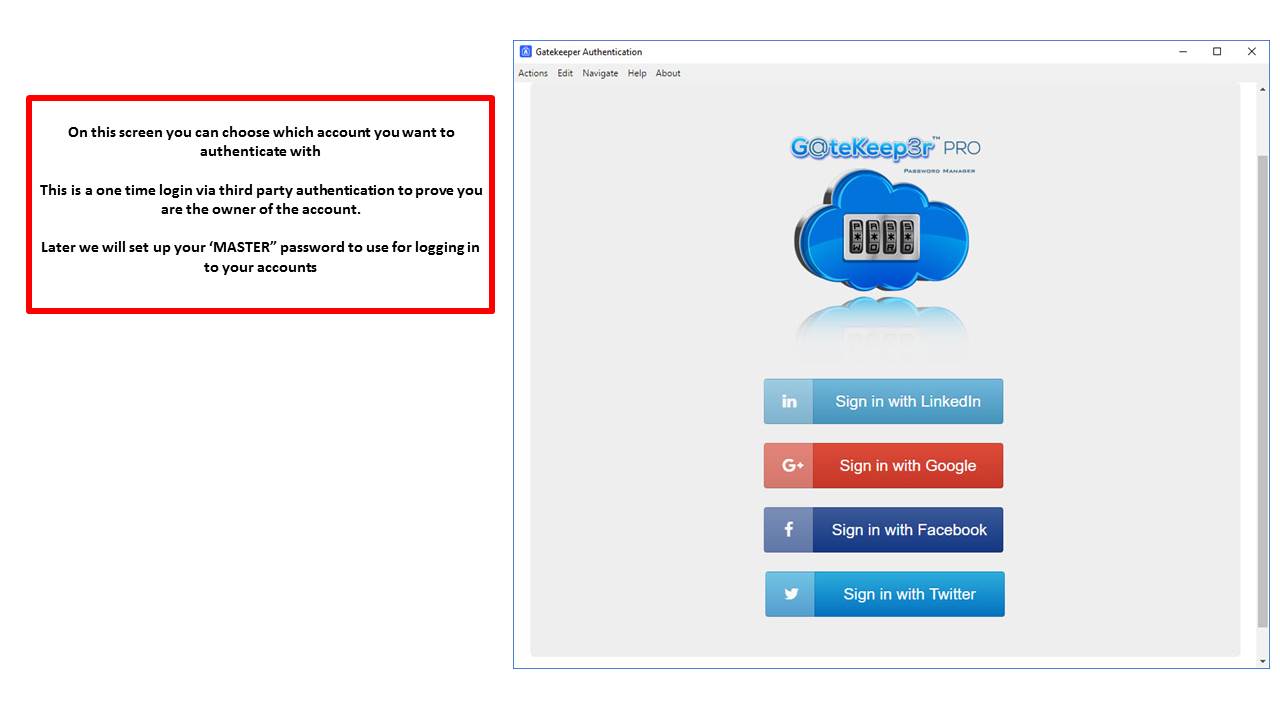 On this screen you can choose which account you want to
authenticate with
This is a one time login via third party authentication to prove you
are the owner of the account.
Later we will set up your ‘MASTER” password to use for logging in
to your accounts
Gatekeeper Authentication
Actions Edit Navigate Help About
G@teKeep3r™ PRO
Password Manager
PASS
****
WORD
in Sign in with LinkedIn
G+ Sign in with Google
f Sign in with Facebook
Sign in with Twitter